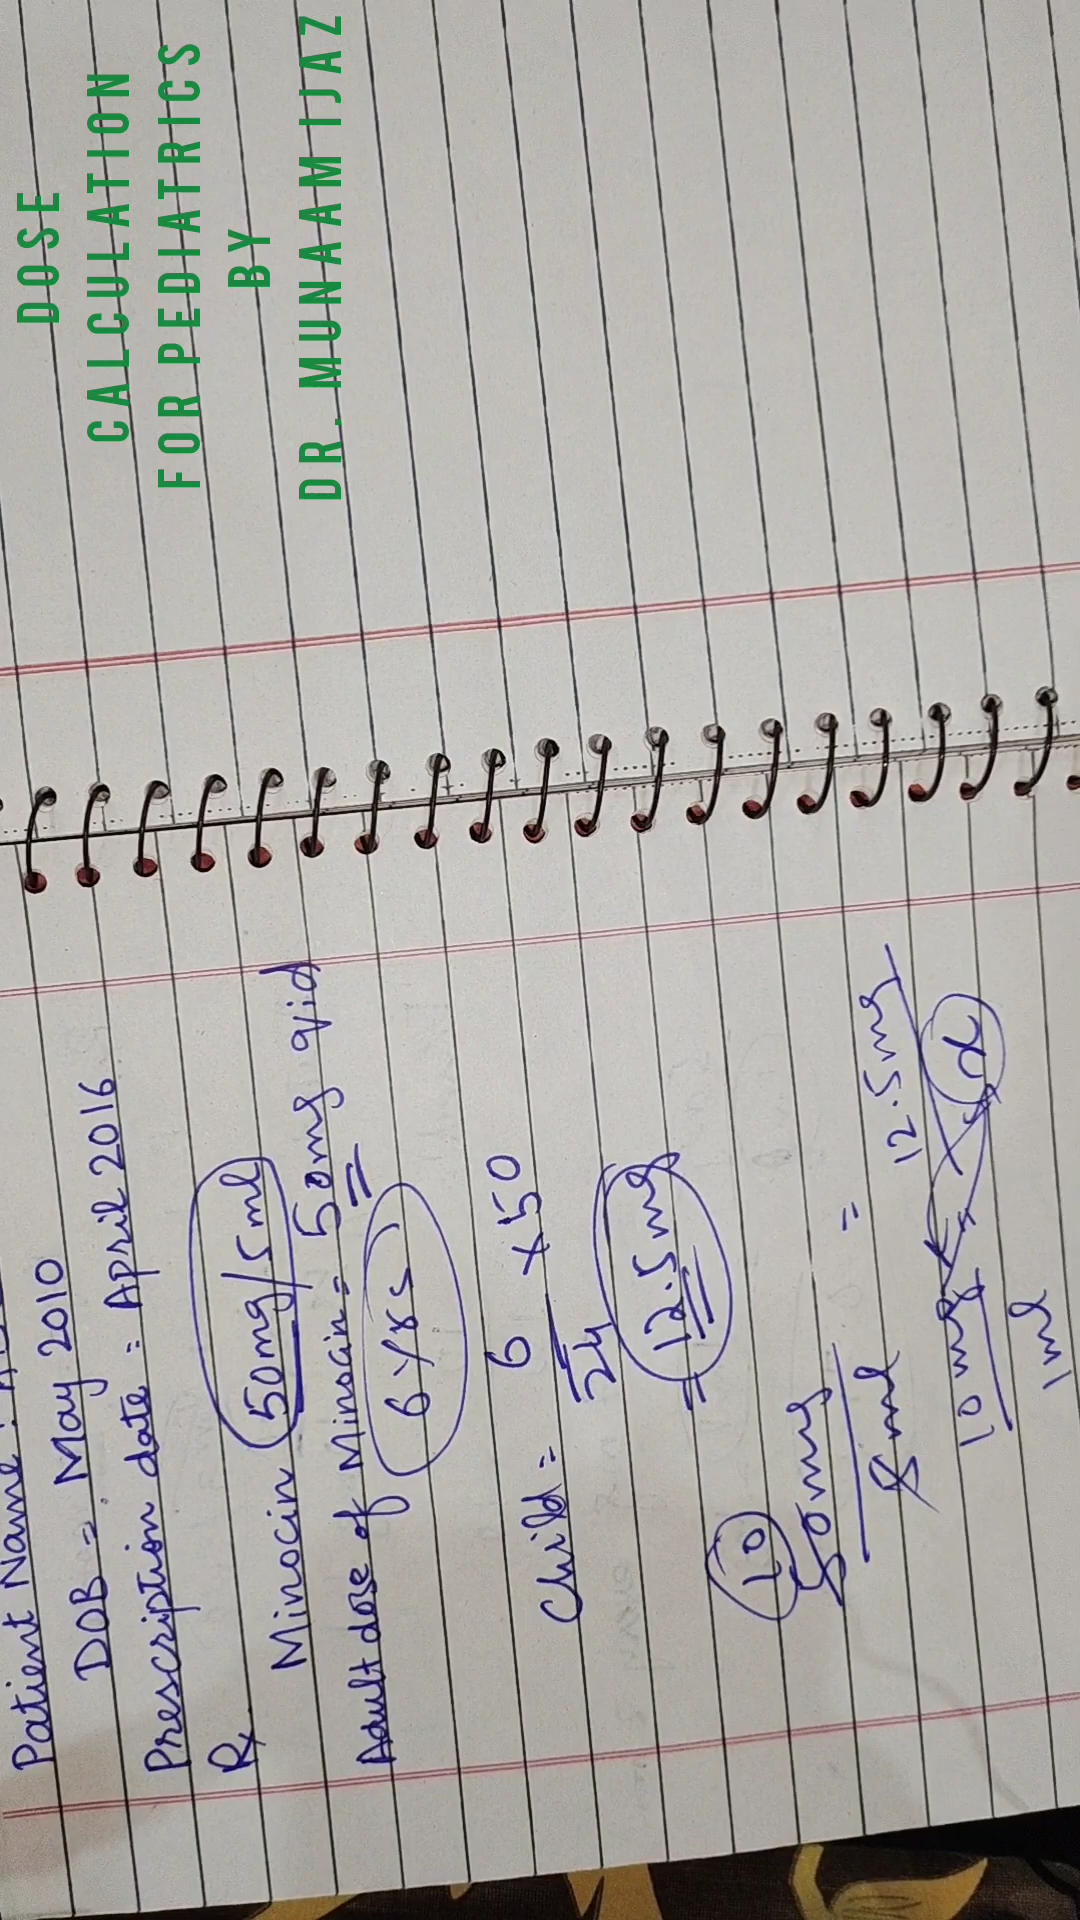 DOSE
CALCULATION
FOR PEDIATRICS
BY
DR. MUNAAM IJAZ
Patient Name :
DOB = May 2010
Prescription date = April 2016
Rx
Minocin 50mg/5ml
Adult dose of Minocin = 50mg qid
6 yrs
Child = 6/24 x 50
= 12.5mg
10
50mg / 5ml = 12.5mg / x
10mg / 1ml